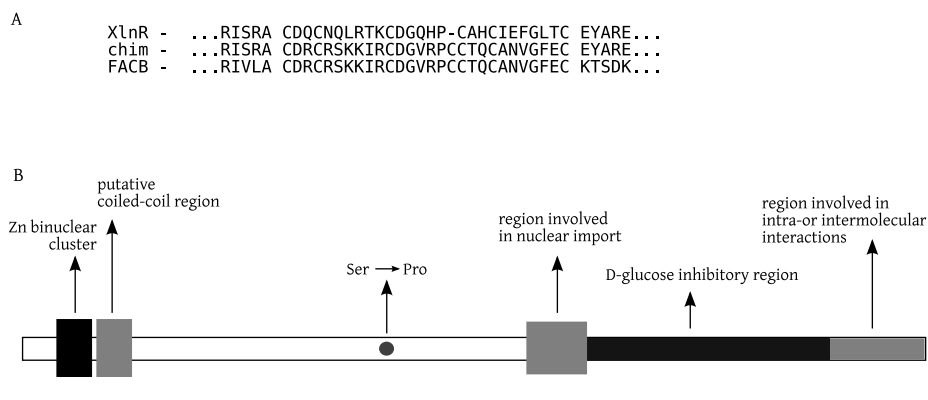 A
XlnR - ...RISRA CDQCNQLRTKCDGQHP-CAHCIEFGLTC EYARE...
chim - ...RISRA CDRCRSKKIRCDGVRPCCTQCANVGFEC EYARE...
FACB - ...RIVLA CDRCRSKKIRCDGVRPCCTQCANVGFEC KTSDK...
B
putative
coiled-coil region
Zn binuclear
cluster
Ser → Pro
region involved
in nuclear import
D-glucose inhibitory region
region involved in
intra-or intermolecular
interactions